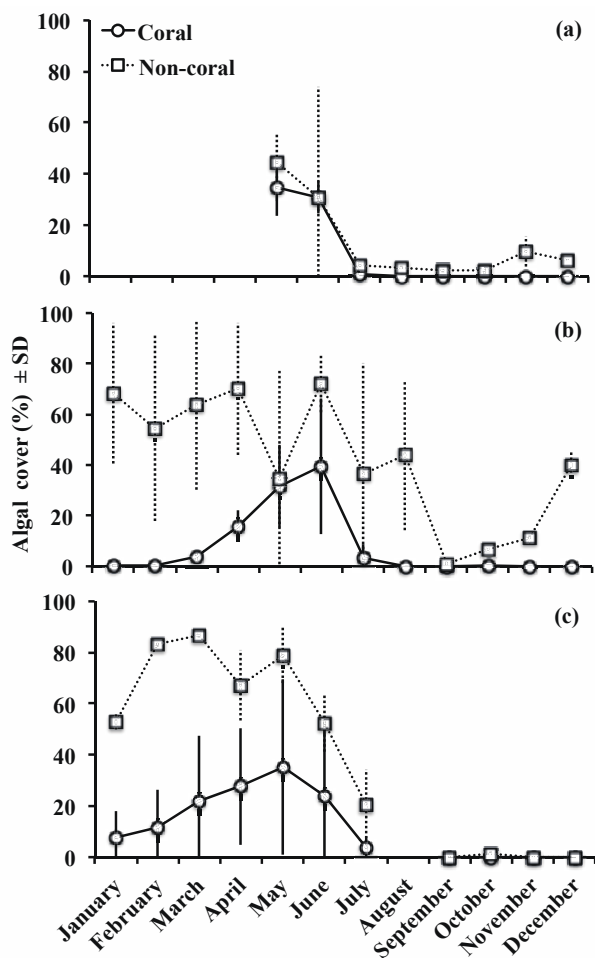 Algal cover (%) ± SD
(a)
Coral
Non-coral
100
80
60
40
20
0
(b)
100
80
60
40
20
0
(c)
100
80
60
40
20
0
January
February
March
April
May
June
July
August
September
October
November
December